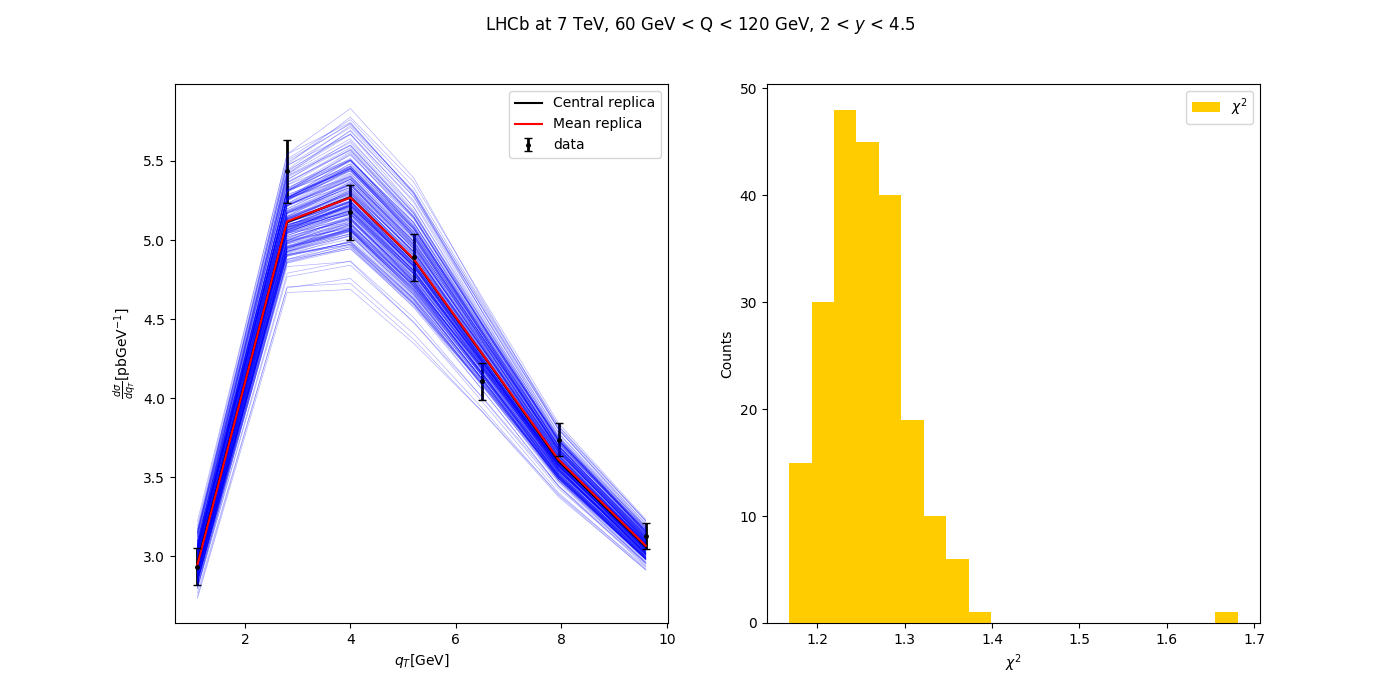 LHCb at 7 TeV, 60 GeV < Q < 120 GeV, 2 < y < 4.5
Central replica
Mean replica
data
5.5
5.0
4.5
4.0
3.5
3.0
dσ/dq_T [pbGeV⁻¹]
2
4
6
8
10
q_T[GeV]
χ²
50
40
30
20
10
0
Counts
1.2
1.3
1.4
1.5
1.6
1.7
χ²